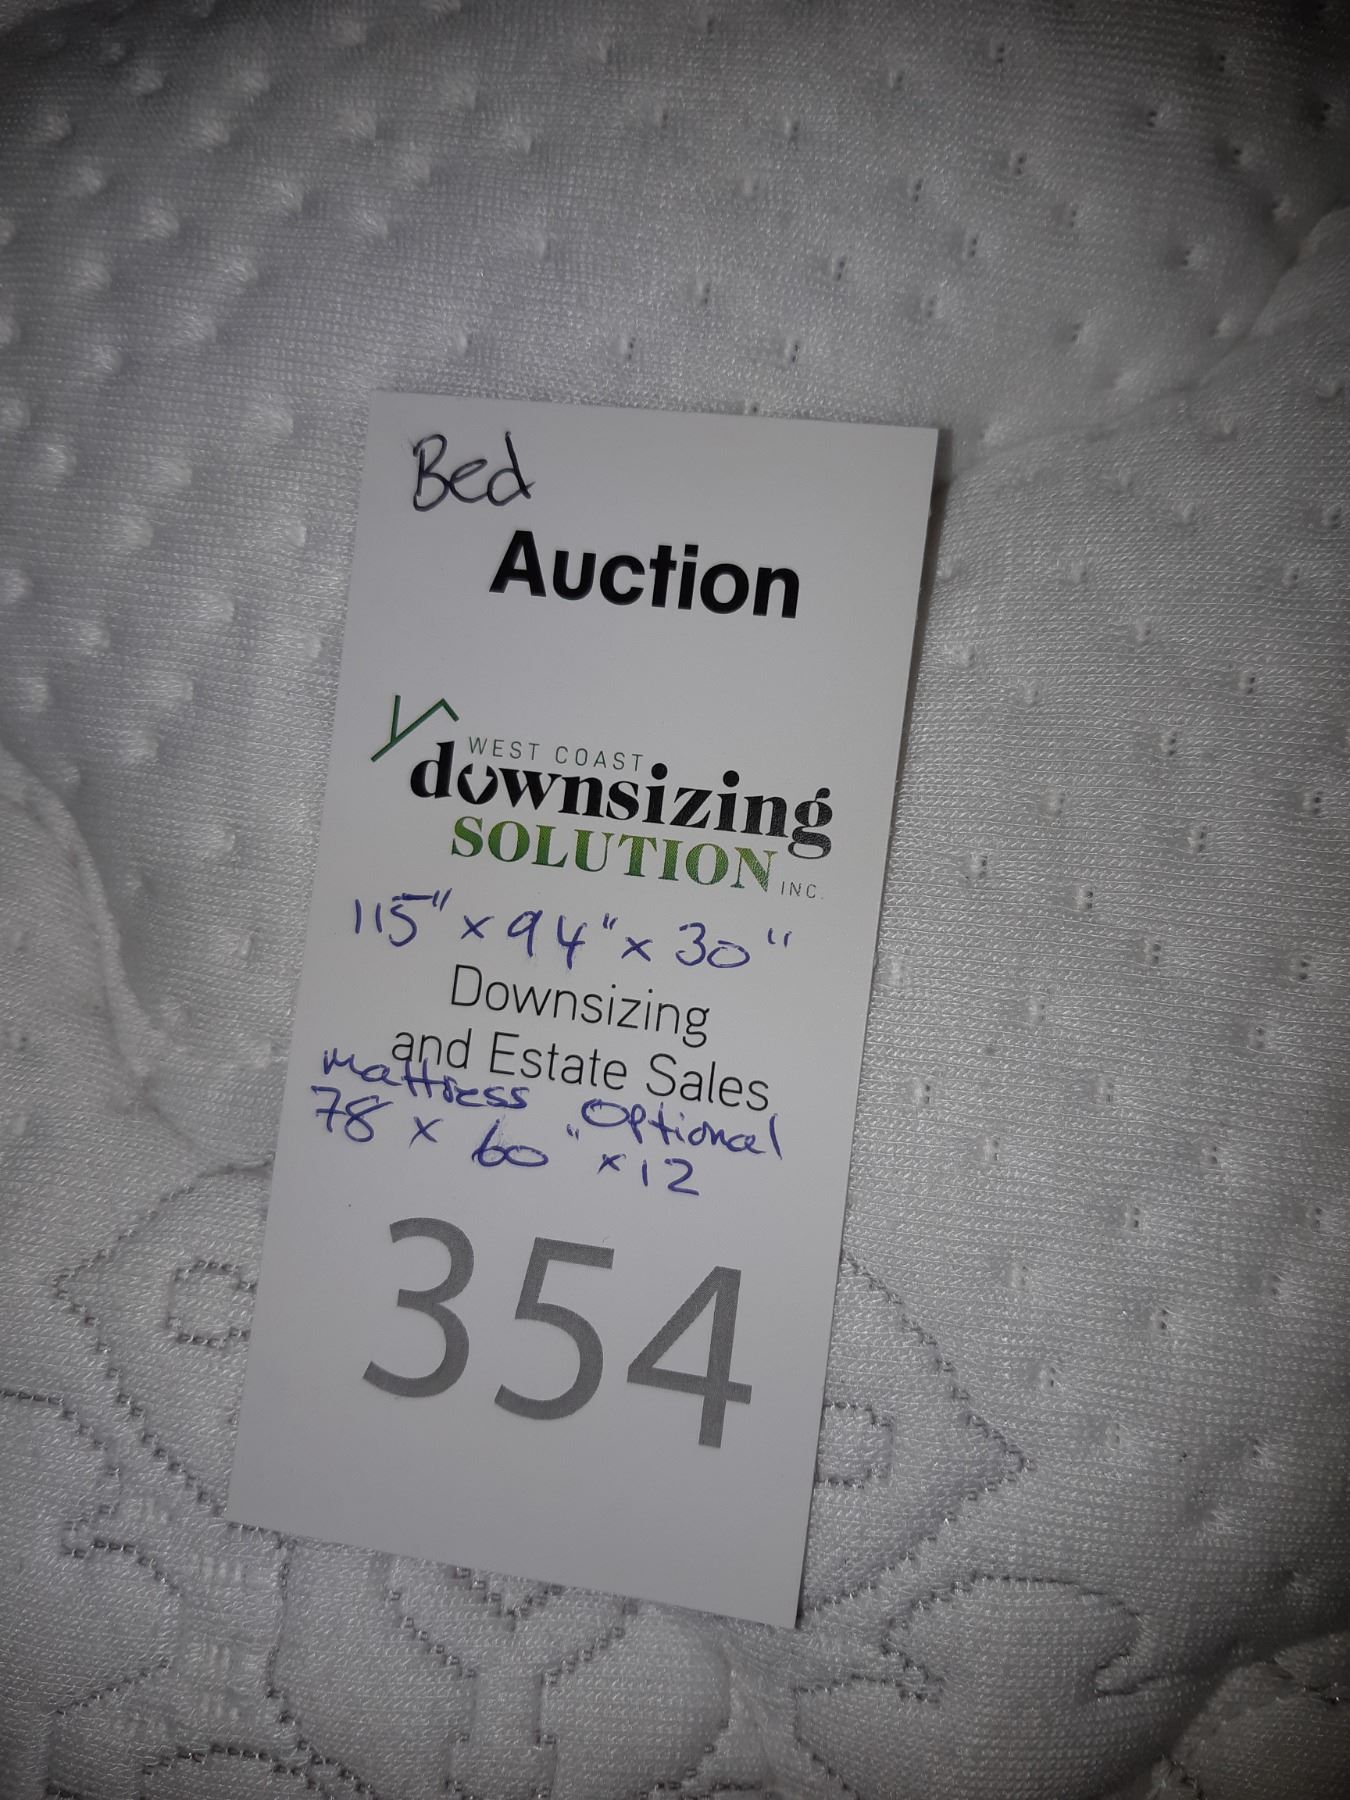 Bed
Auction
WEST COAST
downsizing
SOLUTION INC.
115" x 94" x 30"
Downsizing
and Estate Sales
mattress Optional
78 x 60" x 12
354